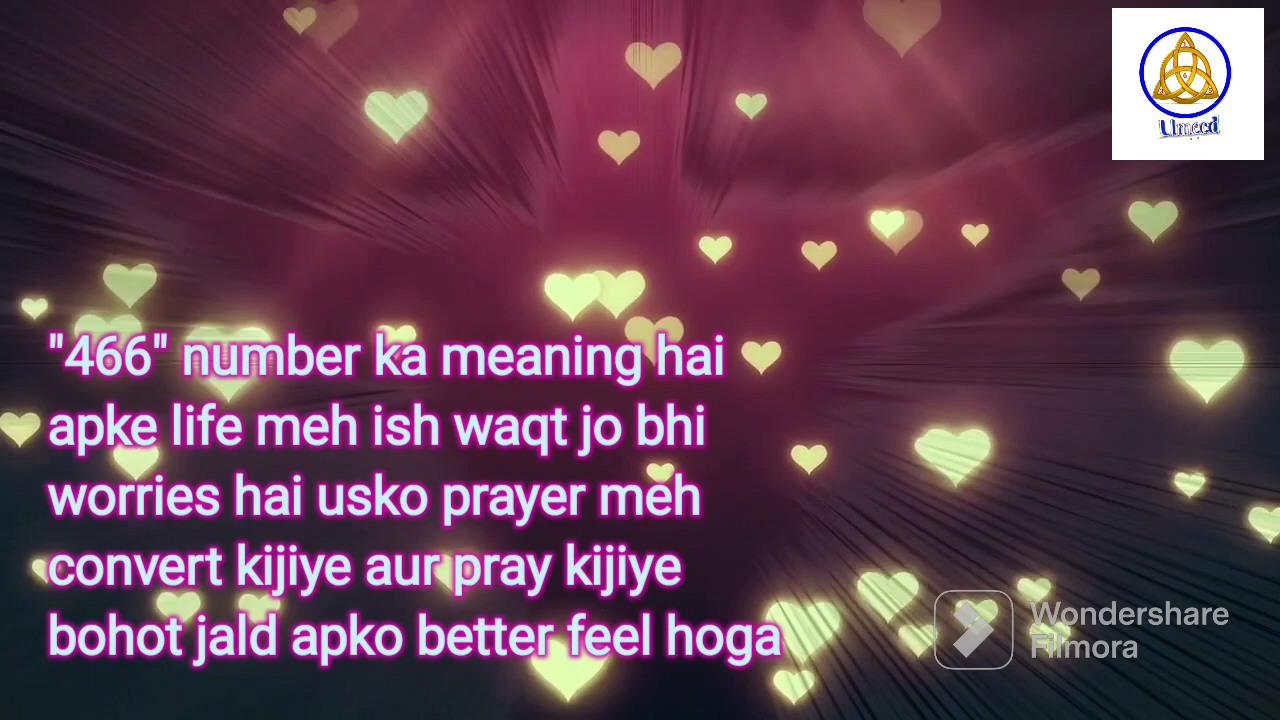 Umeed
"466" number ka meaning hai
apke life meh ish waqt jo bhi
worries hai usko prayer meh
convert kijiye aur pray kijiye
bohot jald apko better feel hoga
Wondershare
Filmora